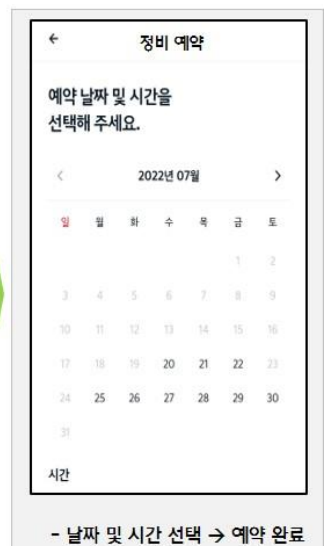 ← 정비 예약
예약 날짜 및 시간을
선택해 주세요.
< 2022년 07월 >
일 월 화 수 목 금 토
1 2
3 4 5 6 7 8 9
10 11 12 13 14 15 16
17 18 19 20 21 22 23
24 25 26 27 28 29 30
31
시간
- 날짜 및 시간 선택 → 예약 완료